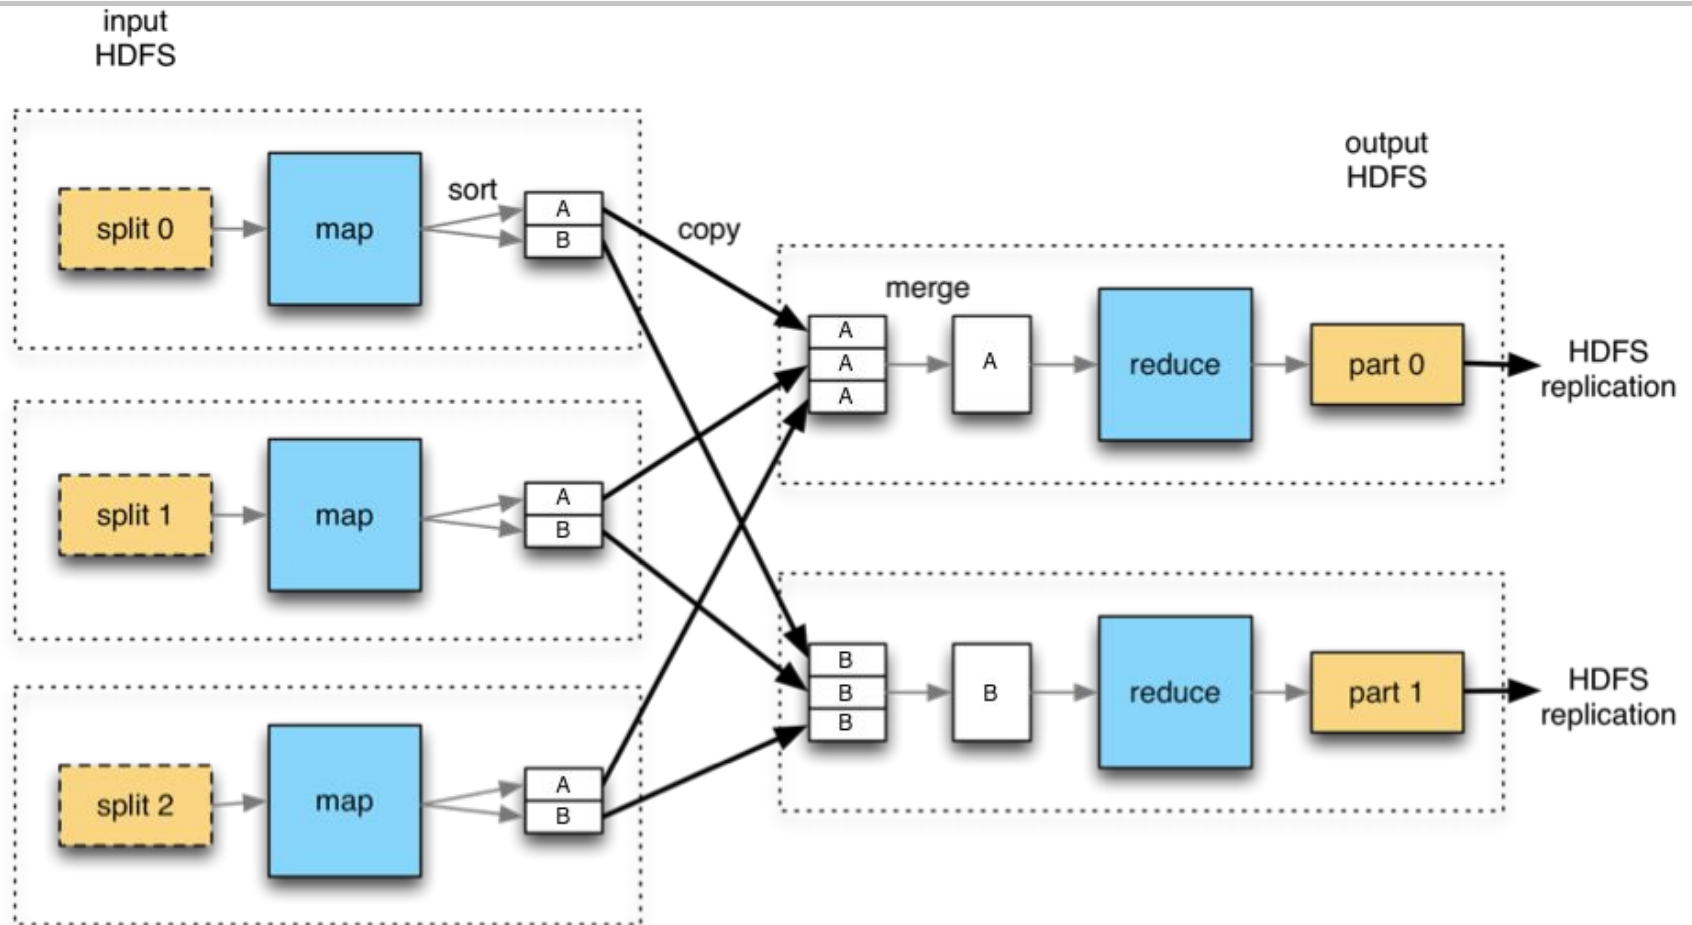 input
HDFS
output
HDFS
split 0
map
sort
A
B
copy
split 1
map
A
B
split 2
map
A
B
merge
A
A
A
A
reduce
part 0
HDFS
replication
B
B
B
B
reduce
part 1
HDFS
replication